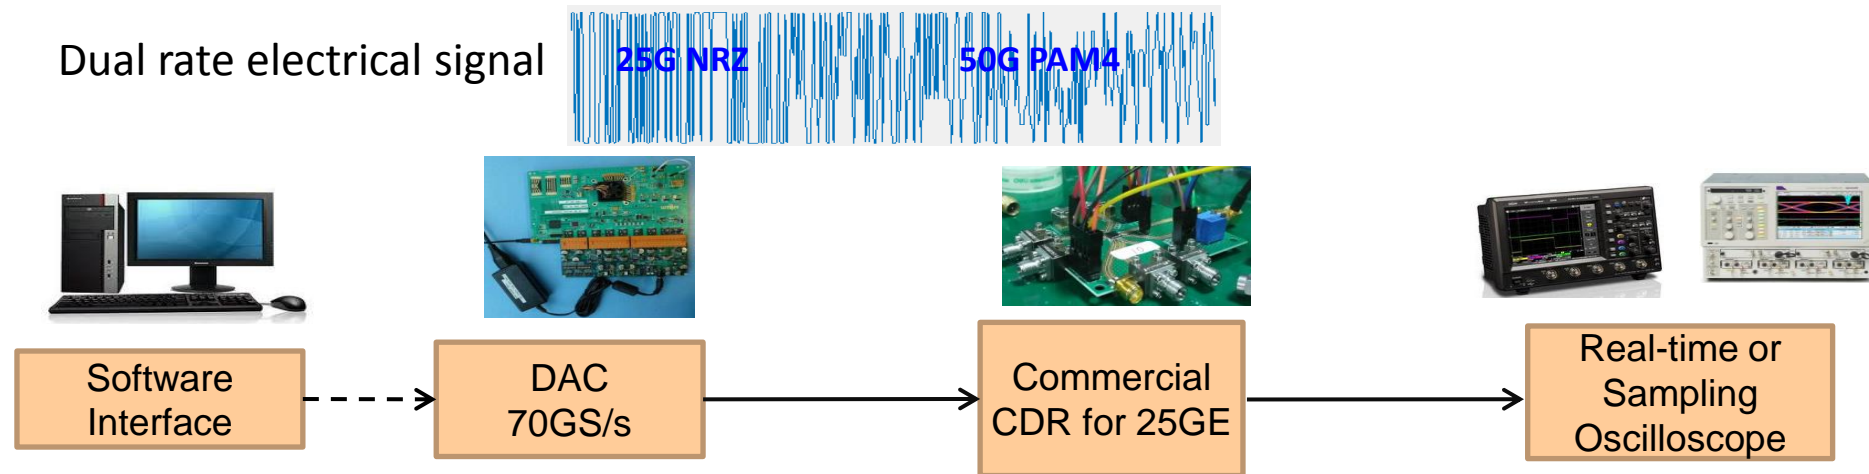 Dual rate electrical signal
25G NRZ
50G PAM4
Software
Interface
DAC
70GS/s
Commercial
CDR for 25GE
Real-time or
Sampling
Oscilloscope